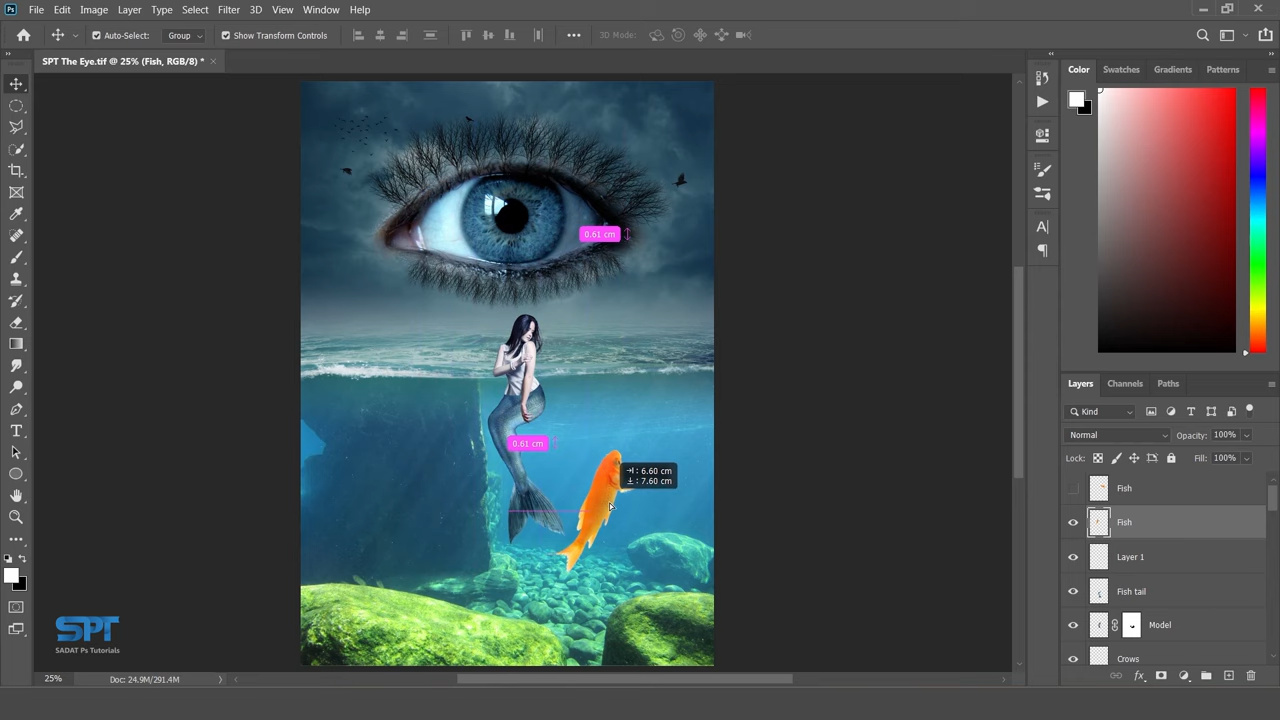 Ps File Edit Image Layer Type Select Filter 3D View Window Help
Auto-Select: Group Show Transform Controls 3D Mode:
SPT The Eye.tif @ 25% (Fish, RGB/8) *
Color Swatches Gradients Patterns
0.61 cm
0.61 cm
: 6.60 cm
: 7.60 cm
Layers Channels Paths
Kind
Normal Opacity: 100%
Lock: Fill: 100%
Fish
Fish
Layer 1
Fish tail
Model
Crows
SPT
SADAT Ps Tutorials
25% Doc: 24.9M/291.4M